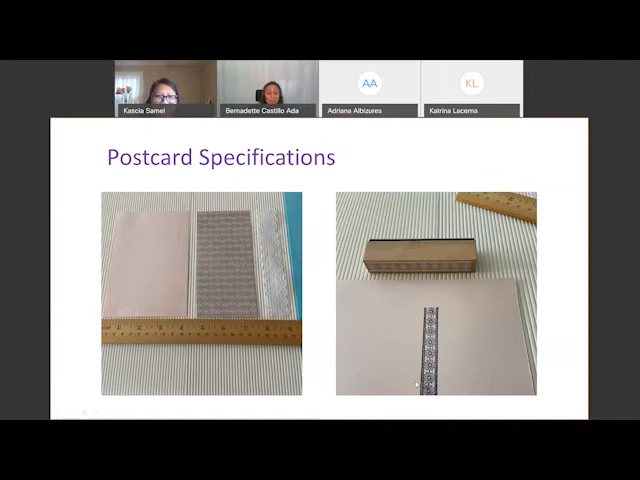 AA
KL
Kascia Samel
Bernadette Castillo Ada
Adriana Albizures
Katrina Lacerna
Postcard Specifications